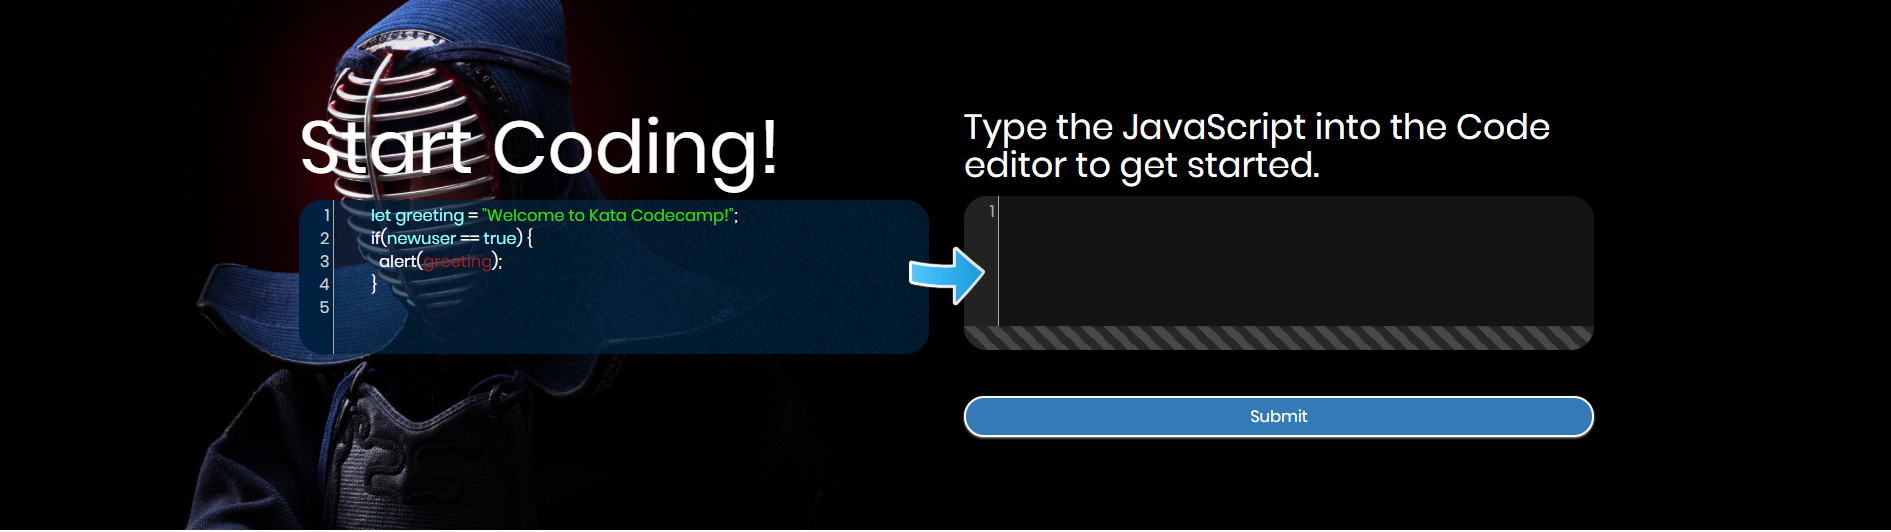 Start Coding!
1 let greeting = "Welcome to Kata Codecamp!";
2 if(newuser == true) {
3 alert(greeting);
4 }
5
Type the JavaScript into the Code
editor to get started.
1
Submit